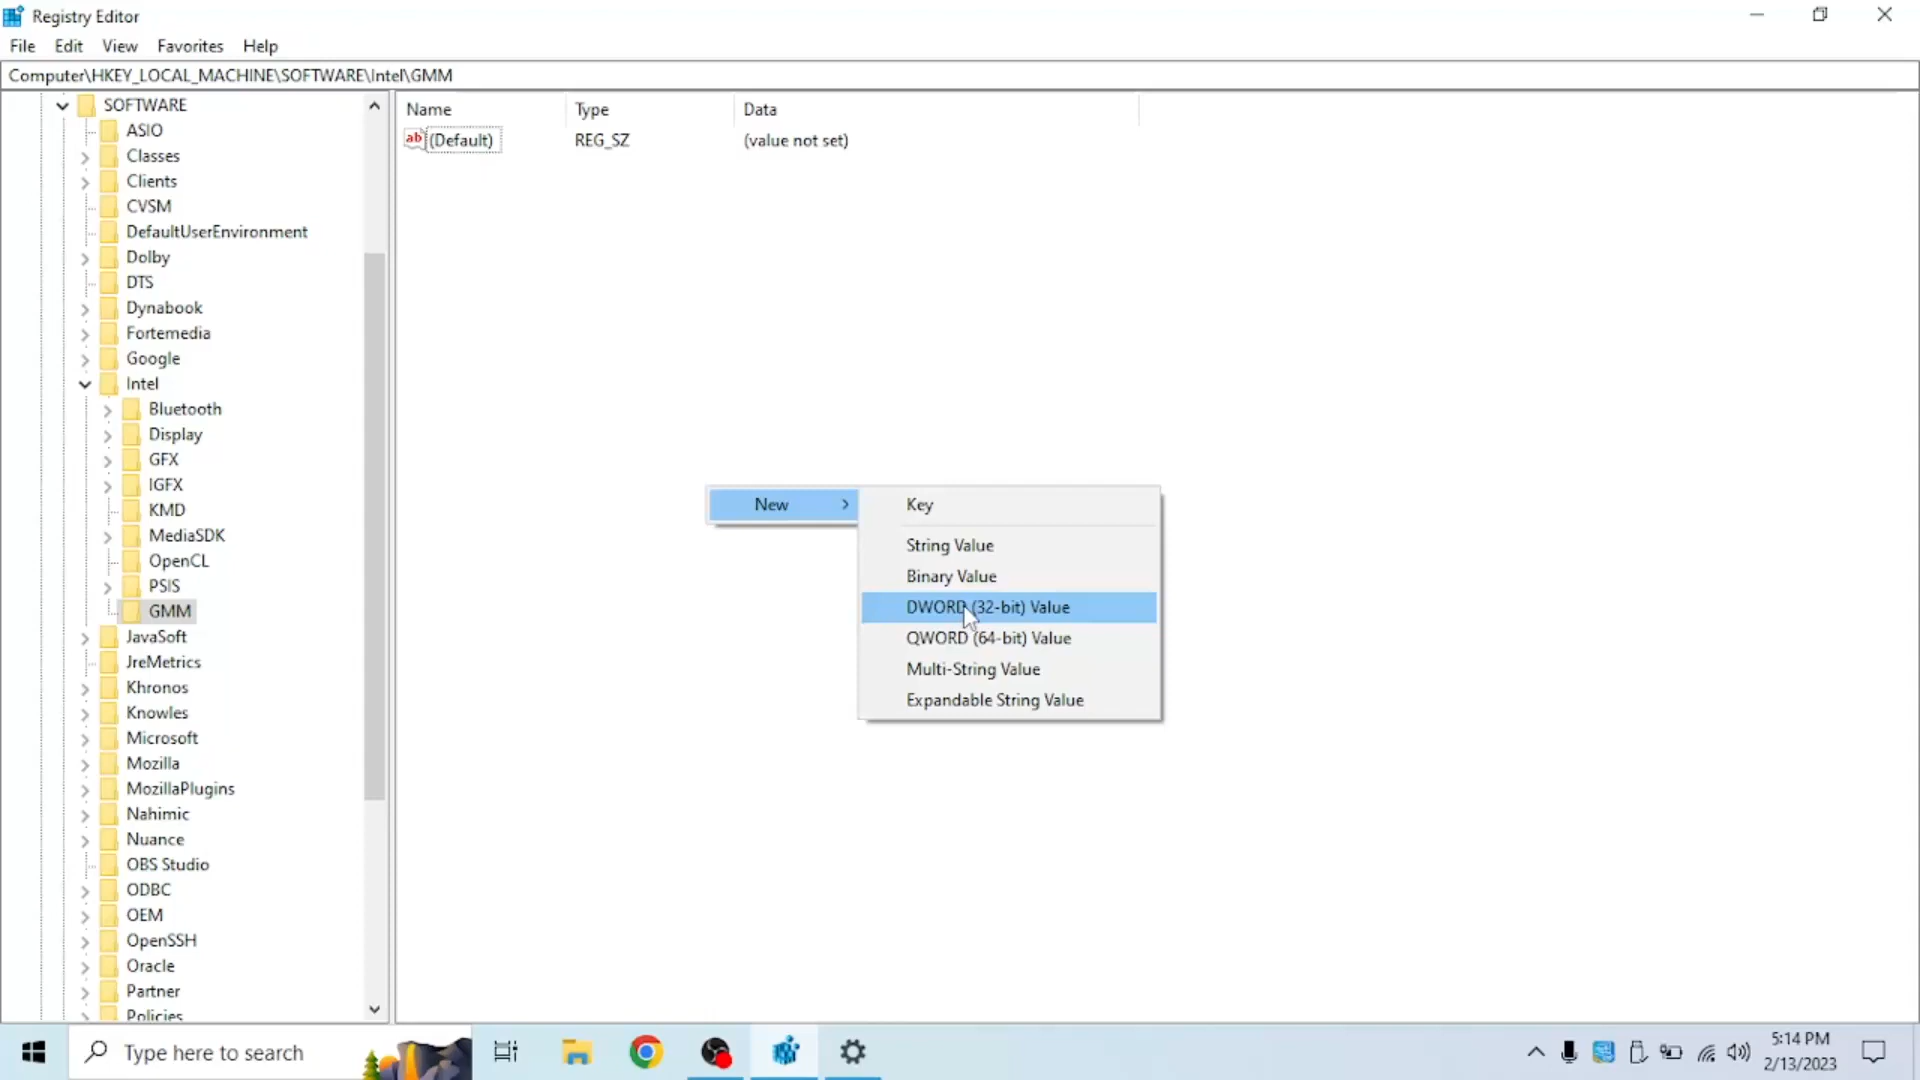 Registry Editor
File Edit View Favorites Help
Computer\HKEY_LOCAL_MACHINE\SOFTWARE\Intel\GMM
SOFTWARE
ASIO
Classes
Clients
CVSM
DefaultUserEnvironment
Dolby
DTS
Dynabook
Fortemedia
Google
Intel
Bluetooth
Display
GFX
IGFX
KMD
MediaSDK
OpenCL
PSIS
GMM
JavaSoft
JreMetrics
Khronos
Knowles
Microsoft
Mozilla
MozillaPlugins
Nahimic
Nuance
OBS Studio
ODBC
OEM
OpenSSH
Oracle
Partner
Policies
Name Type Data
ab (Default) REG_SZ (value not set)
New
Key
String Value
Binary Value
DWORD (32-bit) Value
QWORD (64-bit) Value
Multi-String Value
Expandable String Value
Type here to search
5:14 PM
2/13/2023